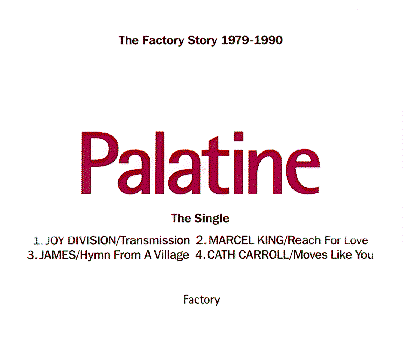 The Factory Story 1979-1990
Palatine
The Single
1. JOY DIVISION/Transmission 2. MARCEL KING/Reach For Love
3. JAMES/Hymn From A Village 4. CATH CARROLL/Moves Like You
Factory